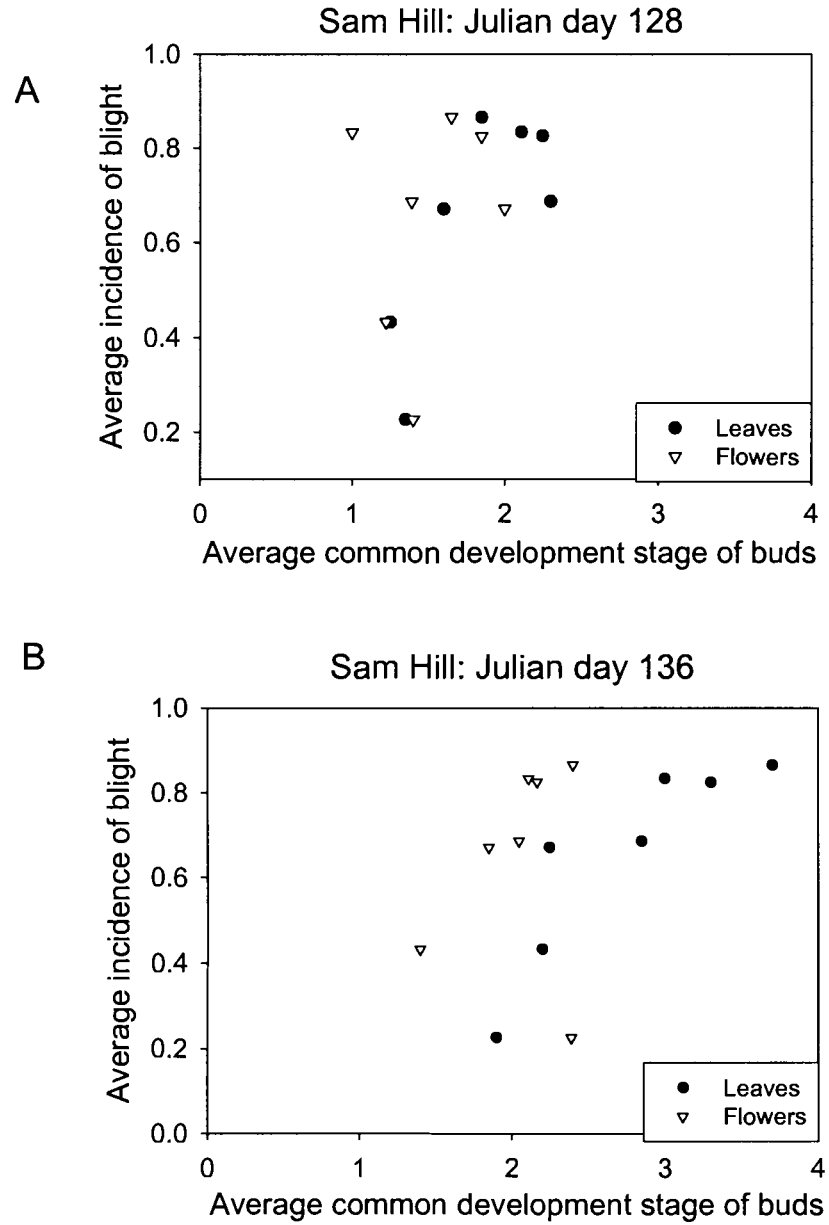 A
Sam Hill: Julian day 128
Average incidence of blight
1.0
0.8
0.6
0.4
0.2
Leaves
Flowers
0 1 2 3 4
Average common development stage of buds
B
Sam Hill: Julian day 136
Average incidence of blight
1.0
0.8
0.6
0.4
0.2
0.0
Leaves
Flowers
0 1 2 3 4
Average common development stage of buds